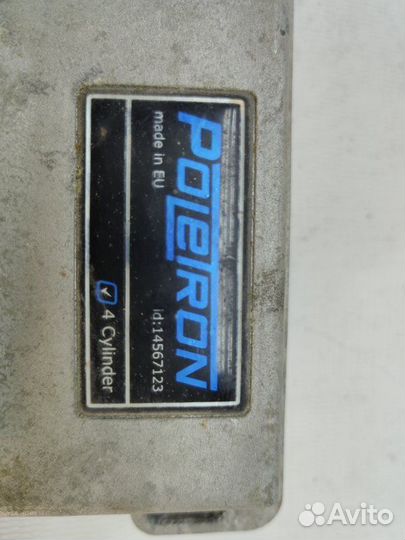 POLETRON
made in EU
id:14567123
✓ 4 Cylinder
Avito